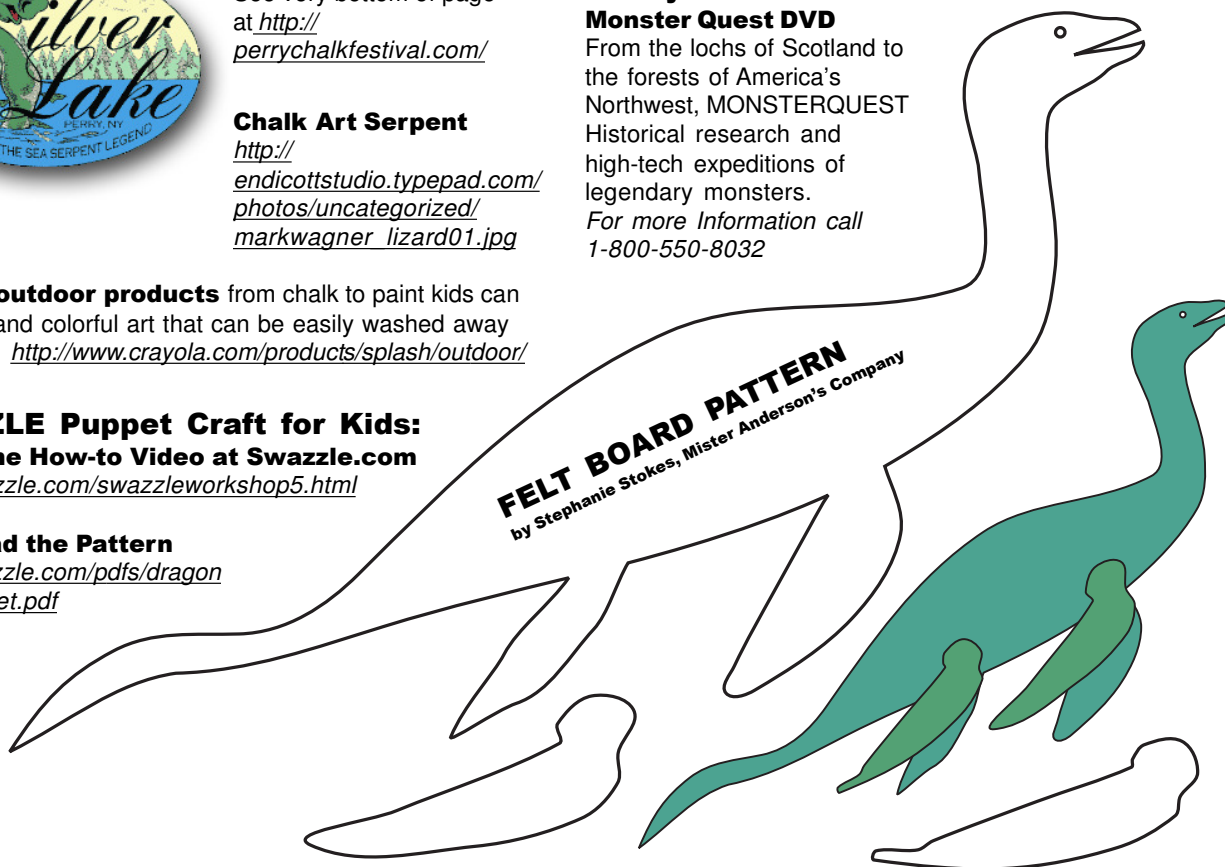 ilver
Lake
PERRY, NY
THE SEA SERPENT LEGEND
at http://
perrychalkfestival.com/
Chalk Art Serpent
http://
endicottstudio.typepad.com/
photos/uncategorized/
markwagner_lizard01.jpg
Monster Quest DVD
From the lochs of Scotland to
the forests of America's
Northwest, MONSTERQUEST
Historical research and
high-tech expeditions of
legendary monsters.
For more Information call
1-800-550-8032
outdoor products from chalk to paint kids can
and colorful art that can be easily washed away
http://www.crayola.com/products/splash/outdoor/
ZLE Puppet Craft for Kids:
he How-to Video at Swazzle.com
zzle.com/swazzleworkshop5.html
ad the Pattern
zzle.com/pdfs/dragon
et.pdf
FELT BOARD PATTERN
by Stephanie Stokes, Mister Anderson's Company